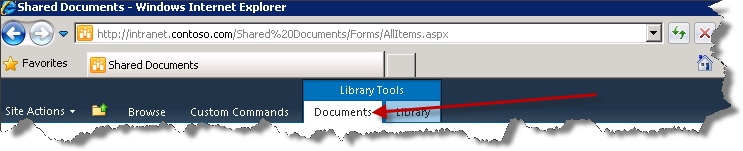 Shared Documents - Windows Internet Explorer
http://intranet.contoso.com/Shared%20Documents/Forms/AllItems.aspx
Favorites Shared Documents
Library Tools
Site Actions Browse Custom Commands Documents Library